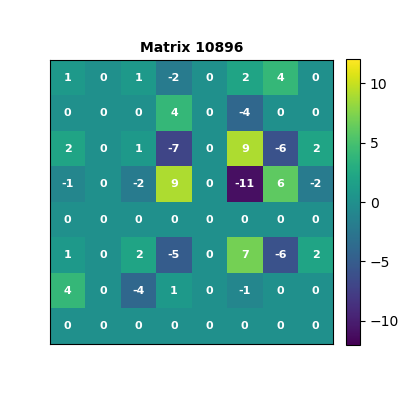 Matrix 10896
1 0 1 -2 0 2 4 0
0 0 0 4 0 -4 0 0
2 0 1 -7 0 9 -6 2
-1 0 -2 9 0 -11 6 -2
0 0 0 0 0 0 0 0
1 0 2 -5 0 7 -6 2
4 0 -4 1 0 -1 0 0
0 0 0 0 0 0 0 0
10
5
0
−5
−10